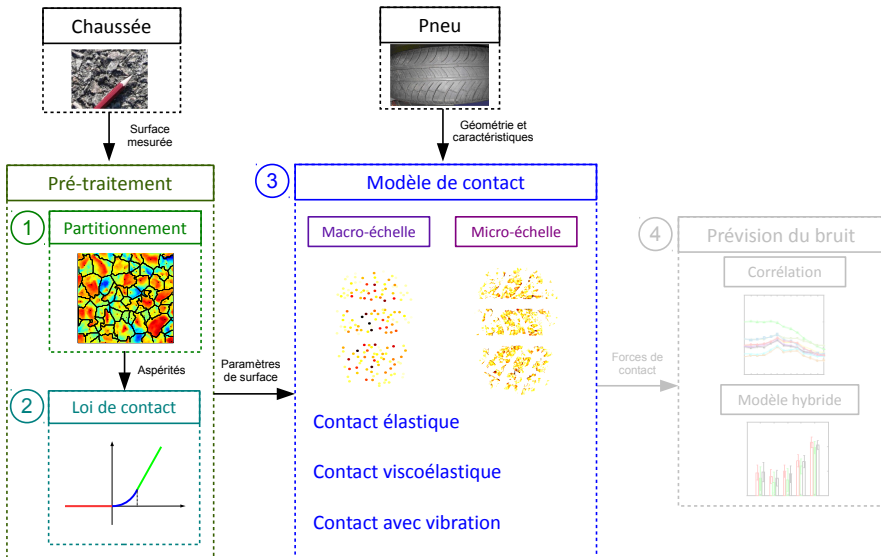 Chaussée
Pneu
Surface
mesurée
Géométrie et
caractéristiques
Pré-traitement
3
Modèle de contact
1
Partitionnement
Macro-échelle
Micro-échelle
4
Prévision du bruit
Corrélation
Aspérités
Paramètres
de surface
Forces de
contact
2
Loi de contact
Modèle hybride
Contact élastique
Contact viscoélastique
Contact avec vibration